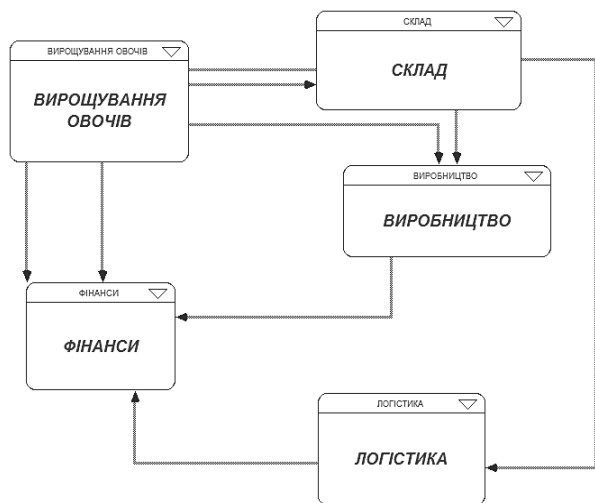 СКЛАД
СКЛАД
ВИРОЩУВАННЯ ОВОЧІВ
ВИРОЩУВАННЯ
ОВОЧІВ
ВИРОБНИЦТВО
ВИРОБНИЦТВО
ФІНАНСИ
ФІНАНСИ
ЛОГІСТИКА
ЛОГІСТИКА